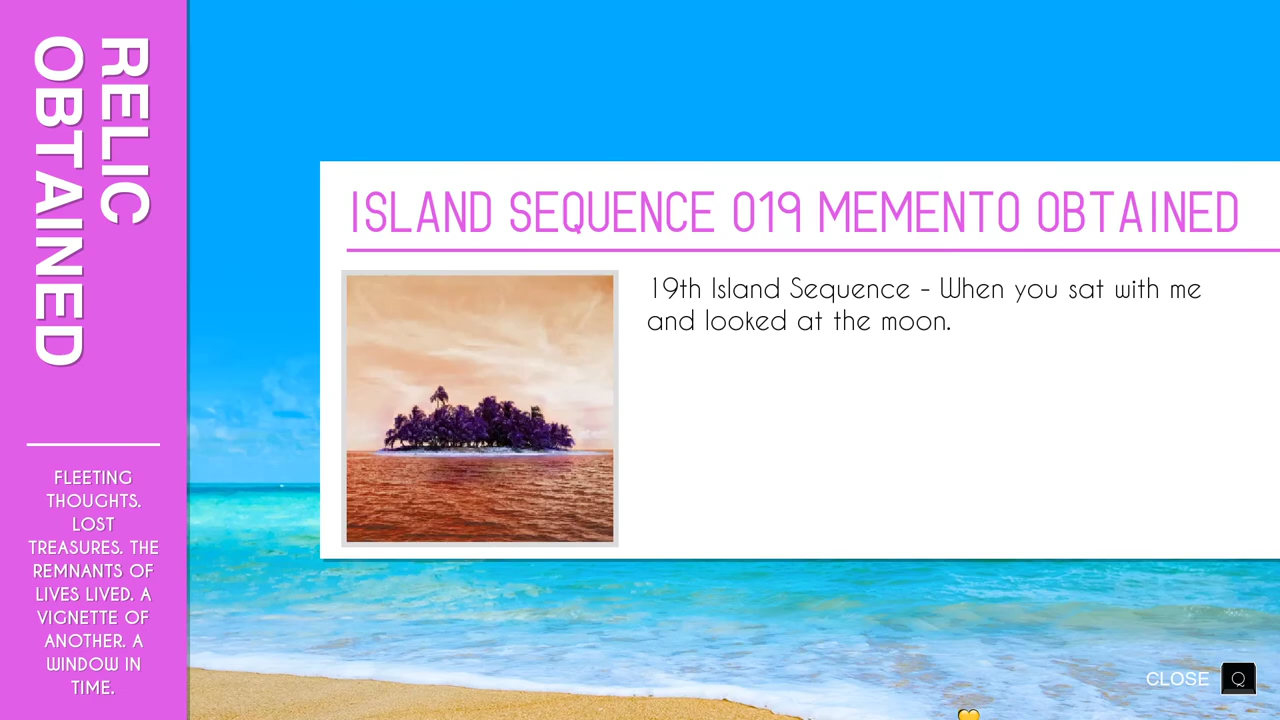 RELIC
OBTAINED
FLEETING
THOUGHTS.
LOST
TREASURES. THE
REMNANTS OF
LIVES LIVED. A
VIGNETTE OF
ANOTHER. A
WINDOW IN
TIME.
ISLAND SEQUENCE 019 MEMENTO OBTAINED
19th Island Sequence - When you sat with me
and looked at the moon.
CLOSE Q